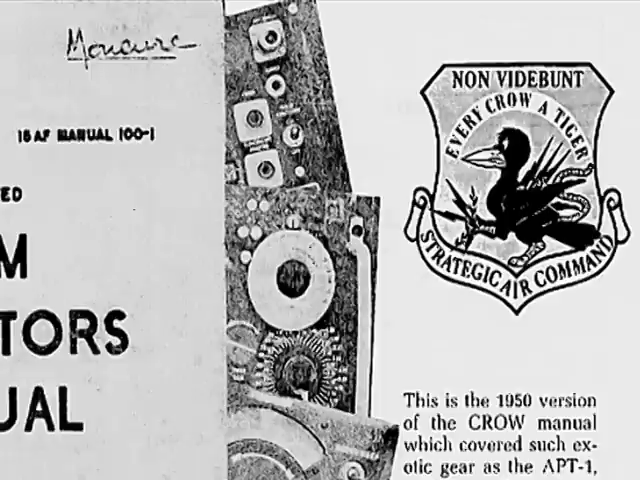 15 AF MANUAL 100-1
ED
M
TORS
UAL
NON VIDEBUNT
EVERY CROW A TIGER
STRATEGIC AIR COMMAND
This is the 1950 version
of the CROW manual
which covered such ex-
otic gear as the APT-1,